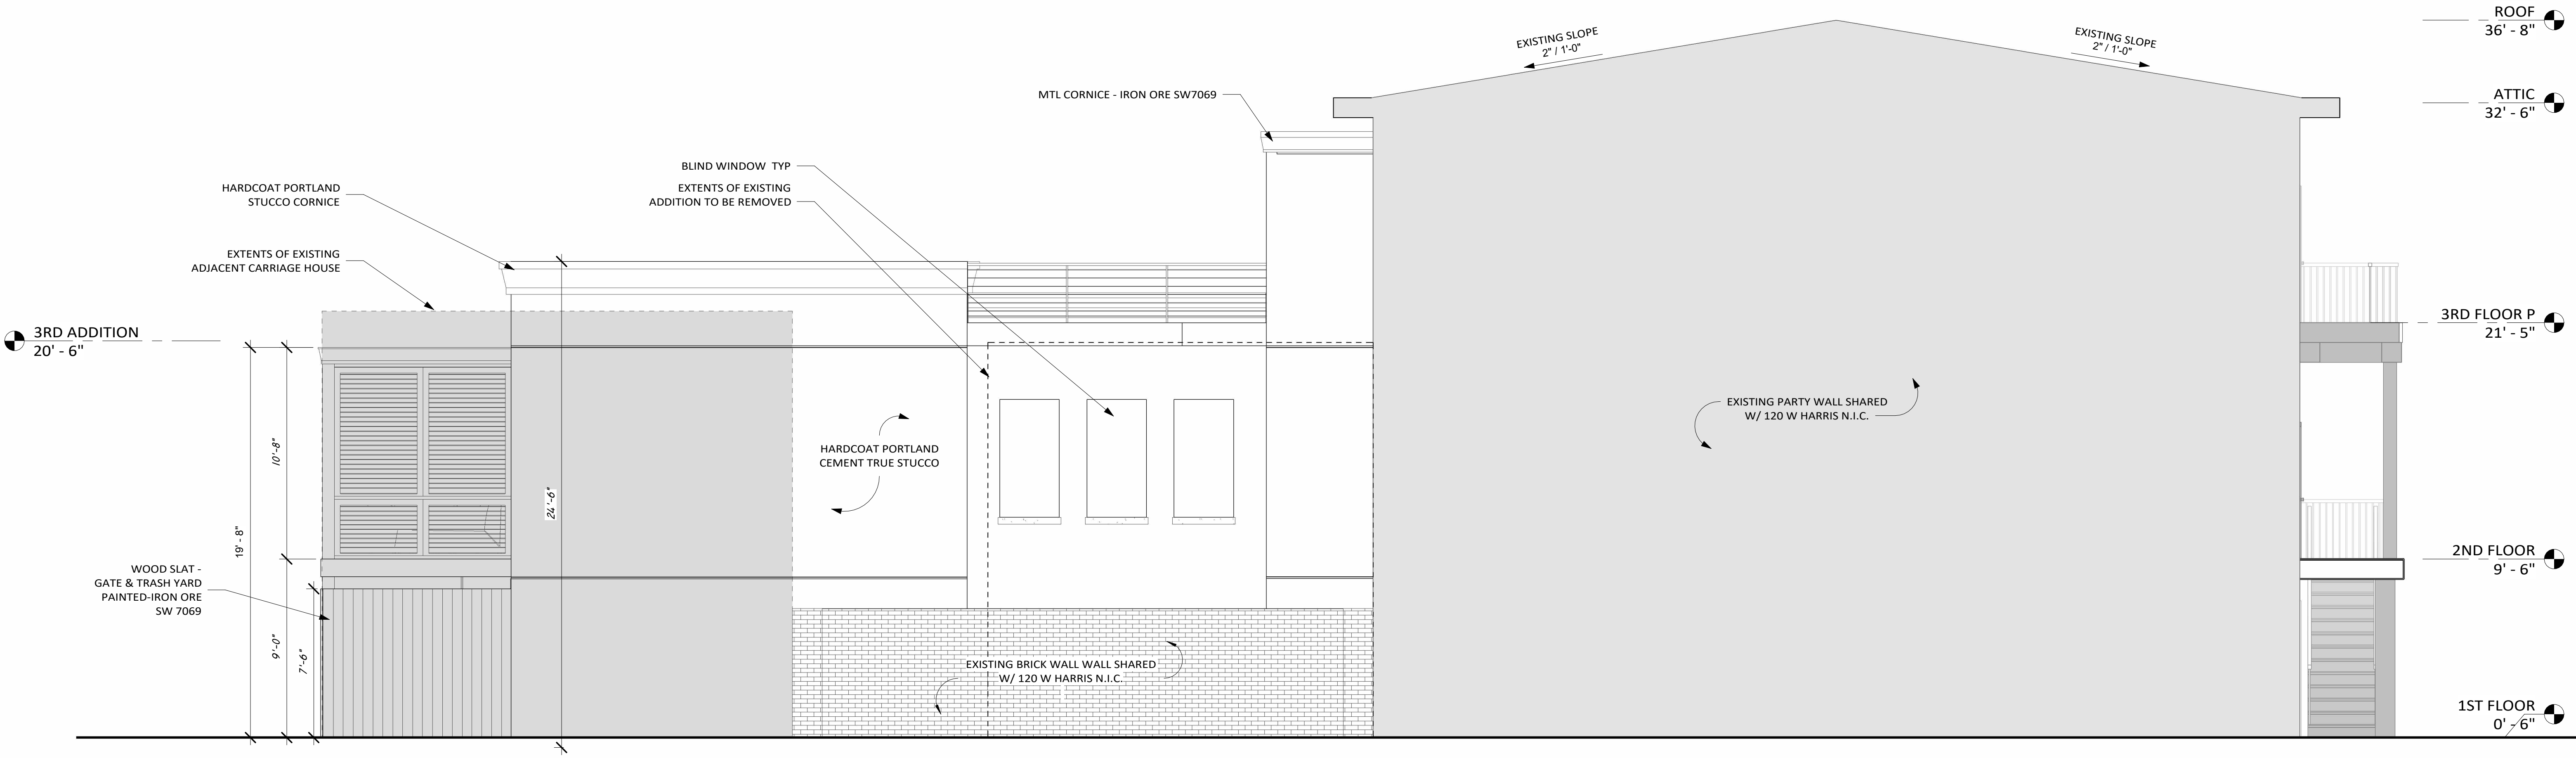 ROOF
36' - 8"
EXISTING SLOPE
2" / 1'-0"
EXISTING SLOPE
2" / 1'-0"
ATTIC
32' - 6"
MTL CORNICE - IRON ORE SW7069
BLIND WINDOW TYP
EXTENTS OF EXISTING
ADDITION TO BE REMOVED
HARDCOAT PORTLAND
STUCCO CORNICE
EXTENTS OF EXISTING
ADJACENT CARRIAGE HOUSE
3RD ADDITION
20' - 6"
3RD FLOOR P
21' - 5"
EXISTING PARTY WALL SHARED
W/ 120 W HARRIS N.I.C.
HARDCOAT PORTLAND
CEMENT TRUE STUCCO
10'-8"
24'-6"
19' - 8"
2ND FLOOR
9' - 6"
WOOD SLAT -
GATE & TRASH YARD
PAINTED-IRON ORE
SW 7069
9'-0"
7'-6"
EXISTING BRICK WALL WALL SHARED
W/ 120 W HARRIS N.I.C.
1ST FLOOR
0' - 6"